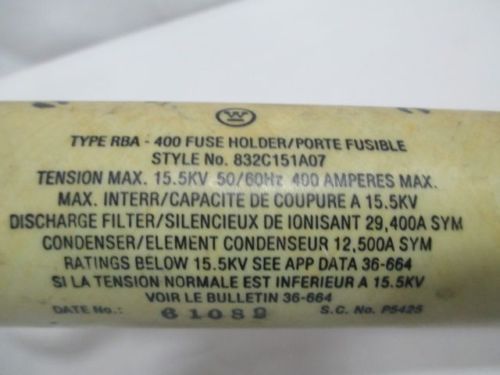 W
TYPE RBA - 400 FUSE HOLDER/PORTE FUSIBLE
STYLE No. 832C151A07
TENSION MAX. 15.5KV 50/60Hz 400 AMPERES MAX.
MAX. INTERR/CAPACITE DE COUPURE A 15.5KV
DISCHARGE FILTER/SILENCIEUX DE IONISANT 29,400A SYM
CONDENSER/ELEMENT CONDENSEUR 12,500A SYM
RATINGS BELOW 15.5KV SEE APP DATA 36-664
SI LA TENSION NORMALE EST INFERIEUR A 15.5KV
VOIR LE BULLETIN 36-664
DATE No.: 61089 S.C. No. P5425